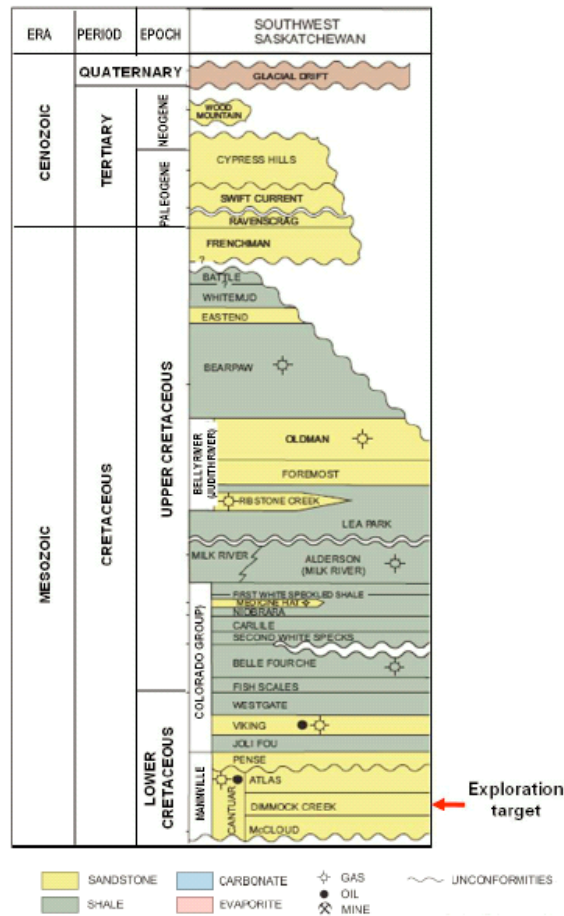 SOUTHWEST
SASKATCHEWAN
ERA PERIOD EPOCH
QUATERNARY
GLACIAL DRIFT
CENOZOIC
TERTIARY
NEOGENE
WOOD
MOUNTAIN
PALEOGENE
CYPRESS HILLS
SWIFT CURRENT
RAVENSCRAG
FRENCHMAN
?
MESOZOIC
CRETACEOUS
UPPER CRETACEOUS
BATTLE
?
WHITEMUD
EASTEND
BEARPAW
BELLY RIVER
(JUDITH RIVER)
OLDMAN
FOREMOST
RIBSTONE CREEK
LEA PARK
MILK RIVER
ALDERSON
(MILK RIVER)
COLORADO GROUP)
FIRST WHITE SPECKLED SHALE
MEDICINE HAT
NIOBRARA
CARLILE
SECOND WHITE SPECKS
BELLE FOURCHE
FISH SCALES
WESTGATE
LOWER
CRETACEOUS
VIKING
JOLI FOU
MANNVILLE
PENSE
CANTUAR
ATLAS
DIMMOCK CREEK
McCLOUD
Exploration
target
SANDSTONE CARBONATE GAS UNCONFORMITIES
OIL
SHALE EVAPORITE MINE